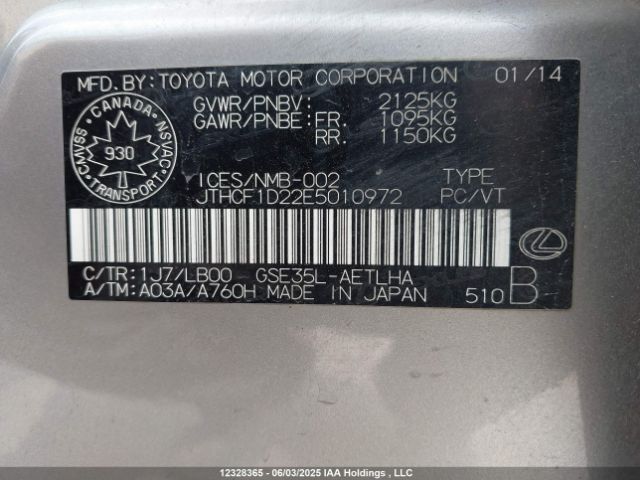 MFD.BY:TOYOTA MOTOR CORPORATION 01/14
GVWR/PNBV: 2125KG
GAWR/PNBE:FR. 1095KG
RR. 1150KG
CANADA
CMVSS
NSVAC
930
TRANSPORT
ICES/NMB-002 TYPE
JTHCF1D22E5010972 PC/VT
C/TR:1J7/LB00 GSE35L-AETLHA
A/TM:A03A/A760H MADE IN JAPAN 510 B
12328365 - 06/03/2025 IAA Holdings , LLC